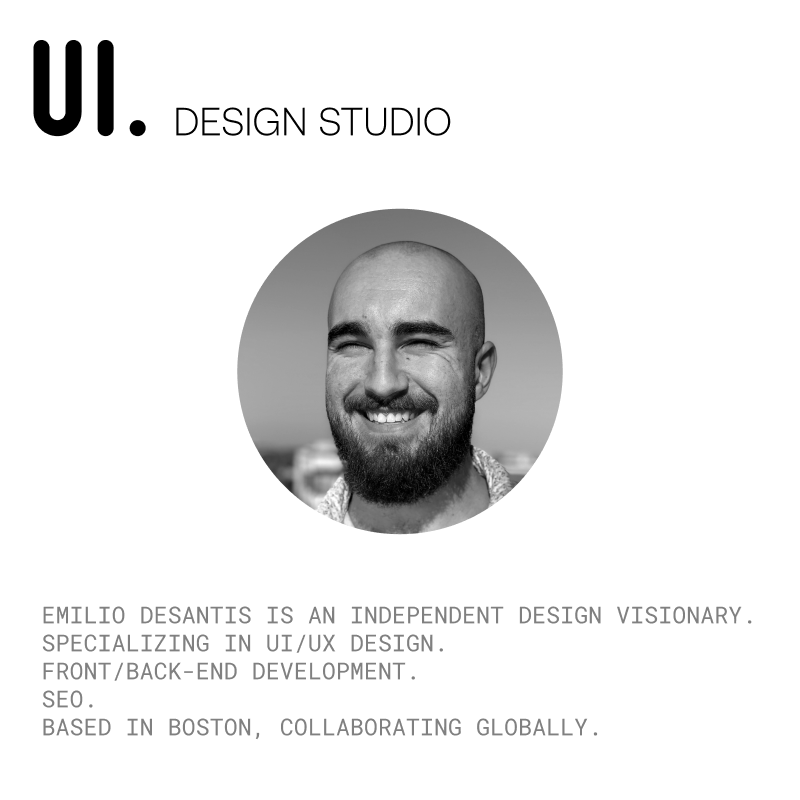 UI. DESIGN STUDIO
EMILIO DESANTIS IS AN INDEPENDENT DESIGN VISIONARY.
SPECIALIZING IN UI/UX DESIGN.
FRONT/BACK-END DEVELOPMENT.
SEO.
BASED IN BOSTON, COLLABORATING GLOBALLY.